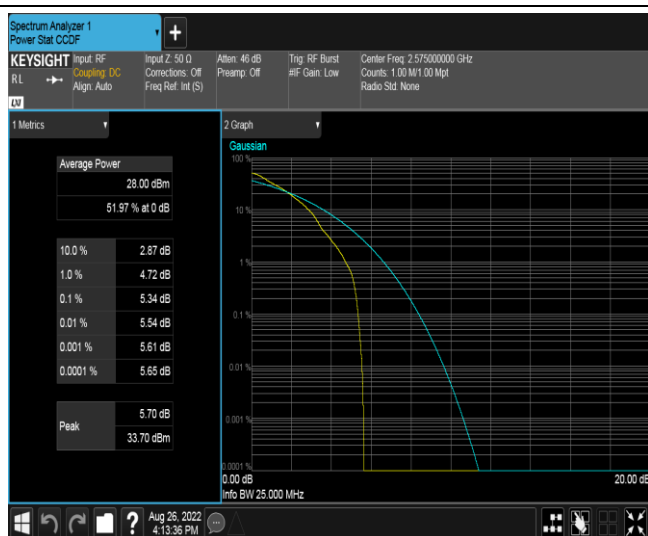 Spectrum Analyzer 1
Power Stat CCDF
+
KEYSIGHT
RL
LXI
Input: RF
Coupling: DC
Align: Auto
Input Z: 50 Ω
Corrections: Off
Freq Ref: Int (S)
Atten: 46 dB
Preamp: Off
Trig: RF Burst
#IF Gain: Low
Center Freq: 2.575000000 GHz
Counts: 1.00 M/1.00 Mpt
Radio Std: None
1 Metrics
Average Power
28.00 dBm
51.97 % at 0 dB
10.0 % 2.87 dB
1.0 % 4.72 dB
0.1 % 5.34 dB
0.01 % 5.54 dB
0.001 % 5.61 dB
0.0001 % 5.65 dB
Peak
5.70 dB
33.70 dBm
2 Graph
Gaussian
100 %
10 %
1 %
0.1 %
0.01 %
0.001 %
0.0001 %
0.00 dB 20.00 dB
Info BW 25.000 MHz
?
Aug 26, 2022
4:13:36 PM